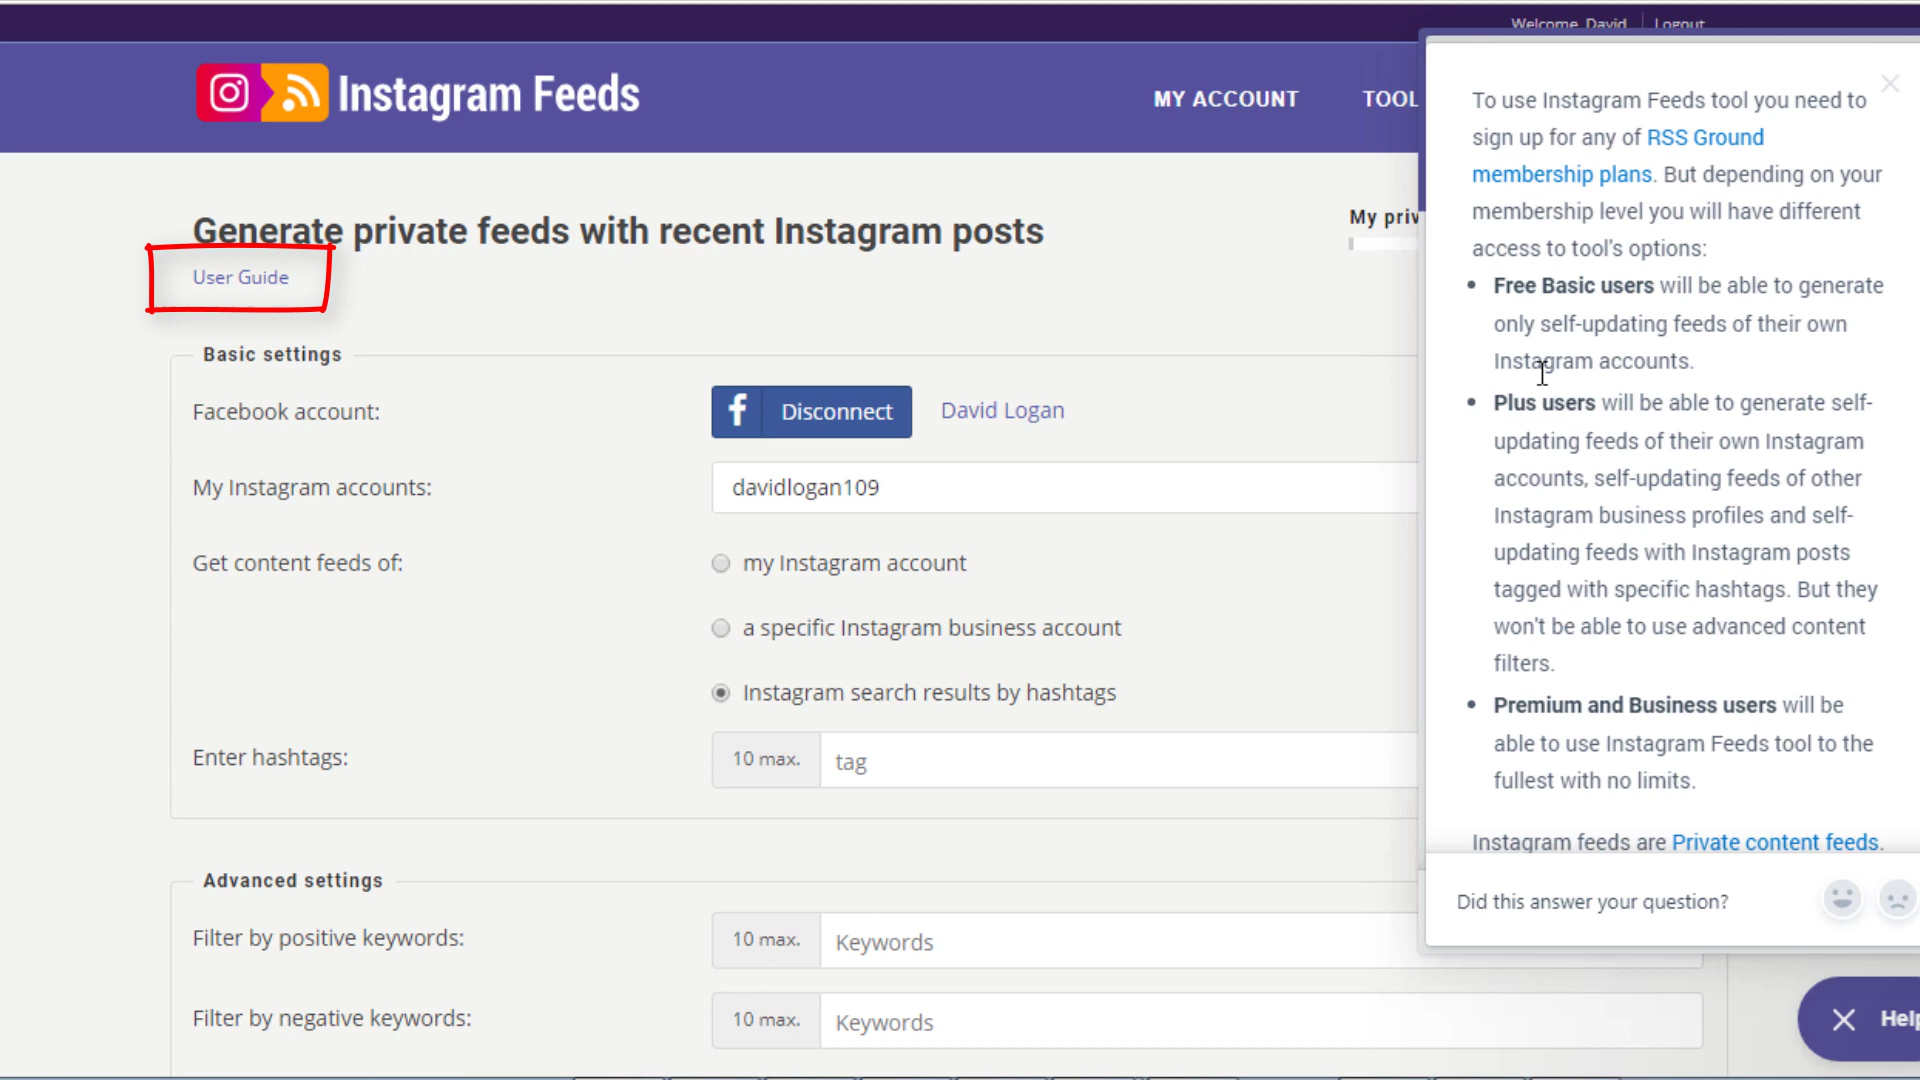 Welcome, David
Logout
Instagram Feeds
MY ACCOUNT
TOOL
Generate private feeds with recent Instagram posts
User Guide
My priv
Basic settings
Facebook account:
Disconnect
David Logan
My Instagram accounts:
davidlogan109
Get content feeds of:
my Instagram account
a specific Instagram business account
Instagram search results by hashtags
Enter hashtags:
10 max.
tag
Advanced settings
Filter by positive keywords:
10 max.
Keywords
Filter by negative keywords:
10 max.
Keywords
To use Instagram Feeds tool you need to
sign up for any of RSS Ground
membership plans. But depending on your
membership level you will have different
access to tool's options:
Free Basic users will be able to generate
only self-updating feeds of their own
Instagram accounts.
Plus users will be able to generate self-
updating feeds of their own Instagram
accounts, self-updating feeds of other
Instagram business profiles and self-
updating feeds with Instagram posts
tagged with specific hashtags. But they
won't be able to use advanced content
filters.
Premium and Business users will be
able to use Instagram Feeds tool to the
fullest with no limits.
Instagram feeds are Private content feeds.
Did this answer your question?
Help